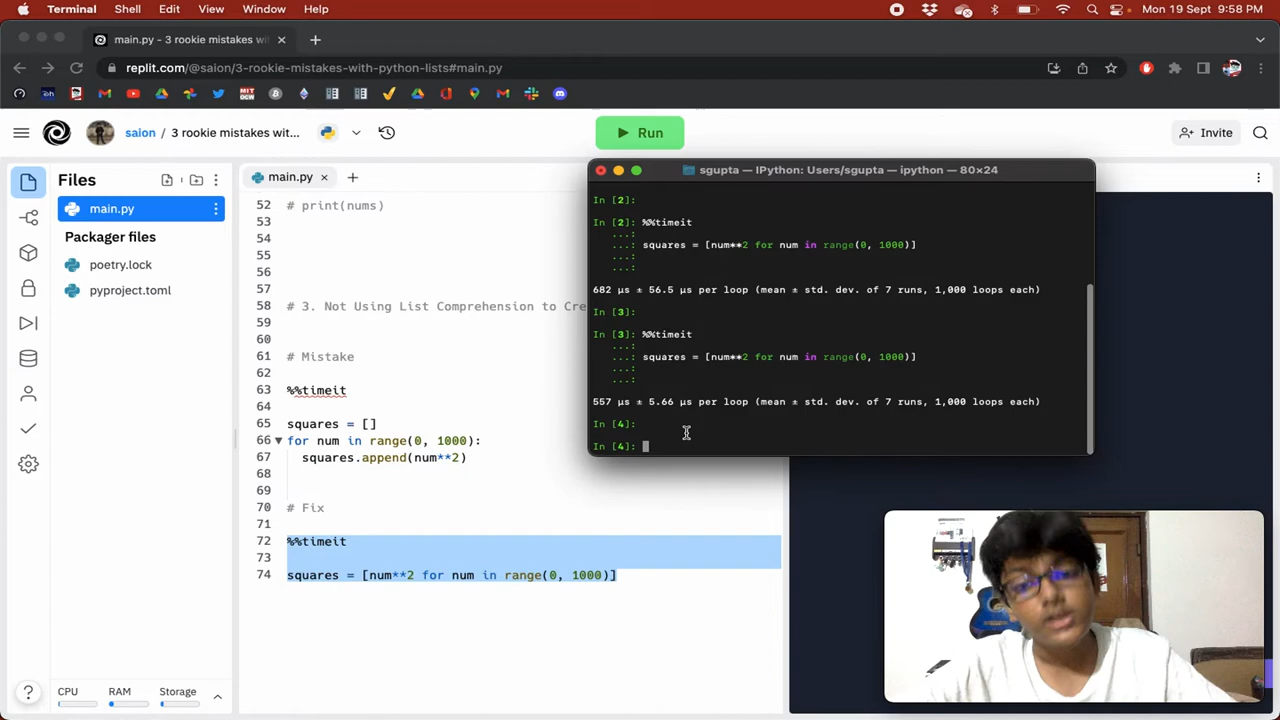 Terminal Shell Edit View Window Help Mon 19 Sept 9:58 PM
main.py - 3 rookie mistakes wi
replit.com/@saion/3-rookie-mistakes-with-python-lists#main.py
MIT OCW
saion / 3 rookie mistakes wit... Run Invite
Files
main.py
Packager files
poetry.lock
pyproject.toml
CPU RAM Storage
?
main.py
52 # print(nums)
53
54
55
56
57
58 # 3. Not Using List Comprehension to Cre
59
60
61 # Mistake
62
63 %%timeit
64
65 squares = []
66 for num in range(0, 1000):
67 squares.append(num**2)
68
69
70 # Fix
71
72 %%timeit
73
74 squares = [num**2 for num in range(0, 1000)]
sgupta — IPython: Users/sgupta — ipython — 80×24
In [2]:
In [2]: %%timeit
...:
...: squares = [num**2 for num in range(0, 1000)]
...:
...:
682 µs ± 56.5 µs per loop (mean ± std. dev. of 7 runs, 1,000 loops each)
In [3]:
In [3]: %%timeit
...:
...: squares = [num**2 for num in range(0, 1000)]
...:
...:
557 µs ± 5.66 µs per loop (mean ± std. dev. of 7 runs, 1,000 loops each)
In [4]:
In [4]: